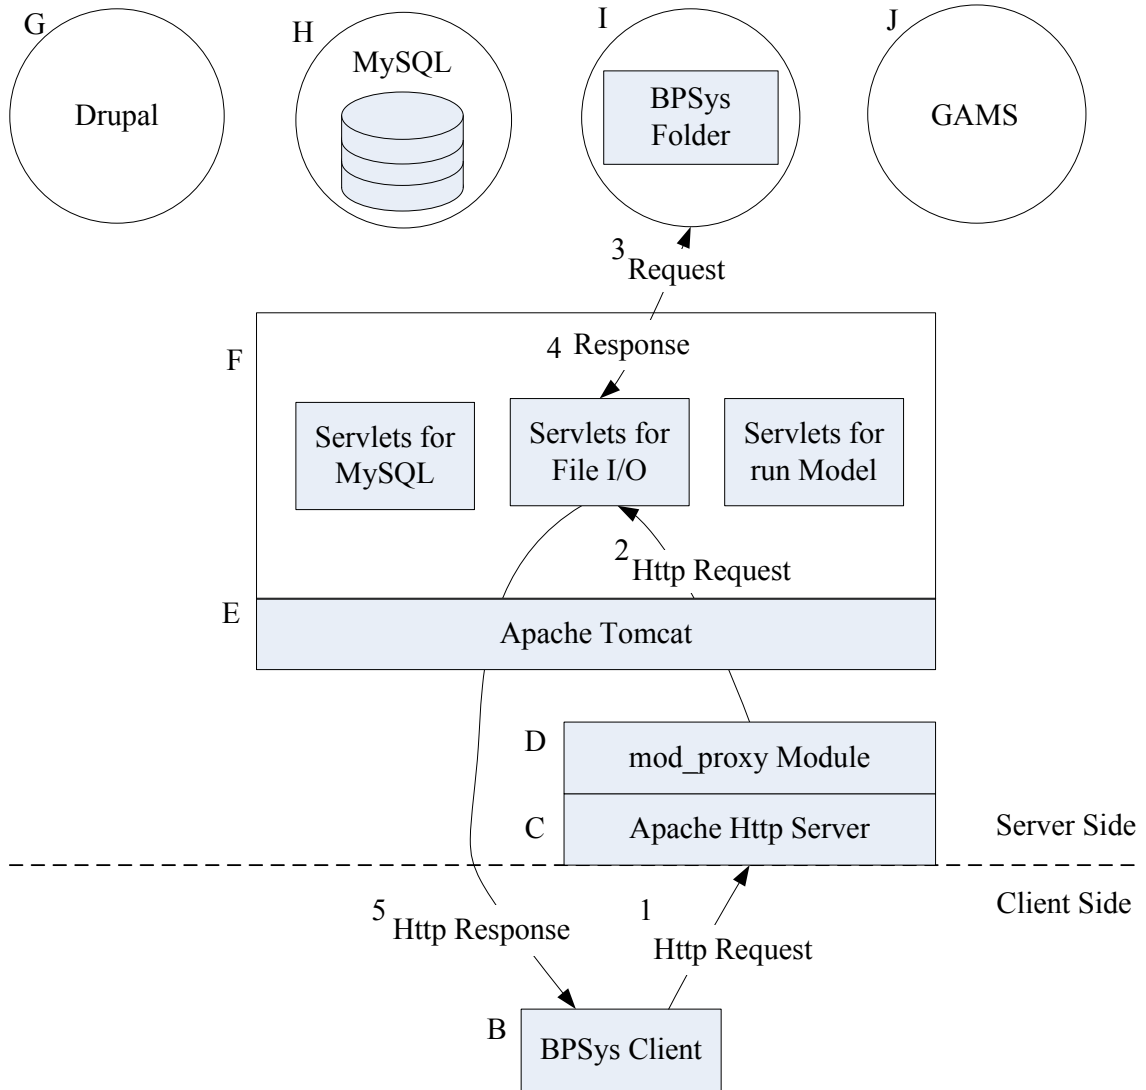 G
H
I
J
Drupal
MySQL
BPSys
Folder
GAMS
3
Request
F
4
Response
Servlets for
MySQL
Servlets for
File I/O
Servlets for
run Model
2
Http Request
E
Apache Tomcat
D
mod_proxy Module
C
Apache Http Server
Server Side
Client Side
5
Http Response
1
Http Request
B
BPSys Client